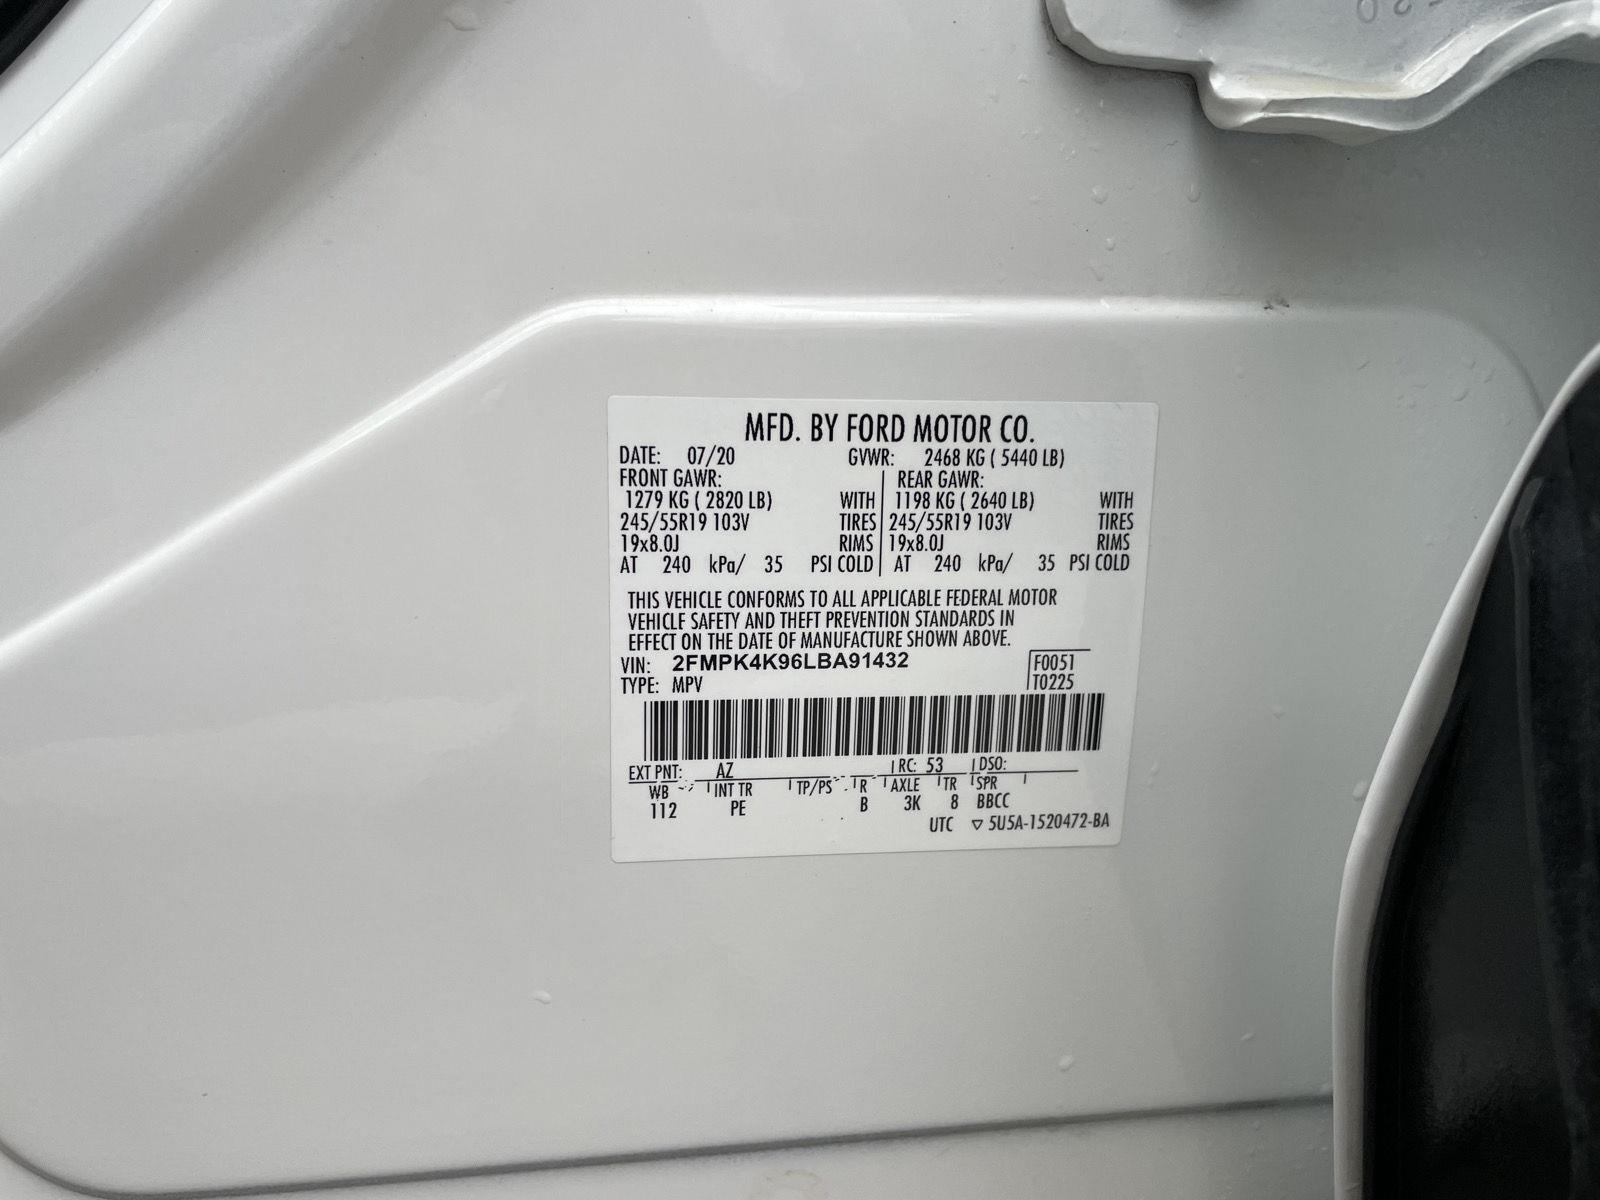 -20
MFD. BY FORD MOTOR CO.
DATE: 07/20 GVWR: 2468 KG ( 5440 LB)
FRONT GAWR: REAR GAWR:
1279 KG ( 2820 LB) WITH 1198 KG ( 2640 LB) WITH
245/55R19 103V TIRES 245/55R19 103V TIRES
19x8.0J RIMS 19x8.0J RIMS
AT 240 kPa/ 35 PSI COLD AT 240 kPa/ 35 PSI COLD
THIS VEHICLE CONFORMS TO ALL APPLICABLE FEDERAL MOTOR
VEHICLE SAFETY AND THEFT PREVENTION STANDARDS IN
EFFECT ON THE DATE OF MANUFACTURE SHOWN ABOVE.
VIN: 2FMPK4K96LBA91432 F0051
TYPE: MPV T0225
EXT PNT: AZ RC: 53 DSO:
WB INT TR TP/PS R AXLE TR SPR
112 PE B 3K 8 BBCC
UTC ▽ 5U5A-1520472-BA